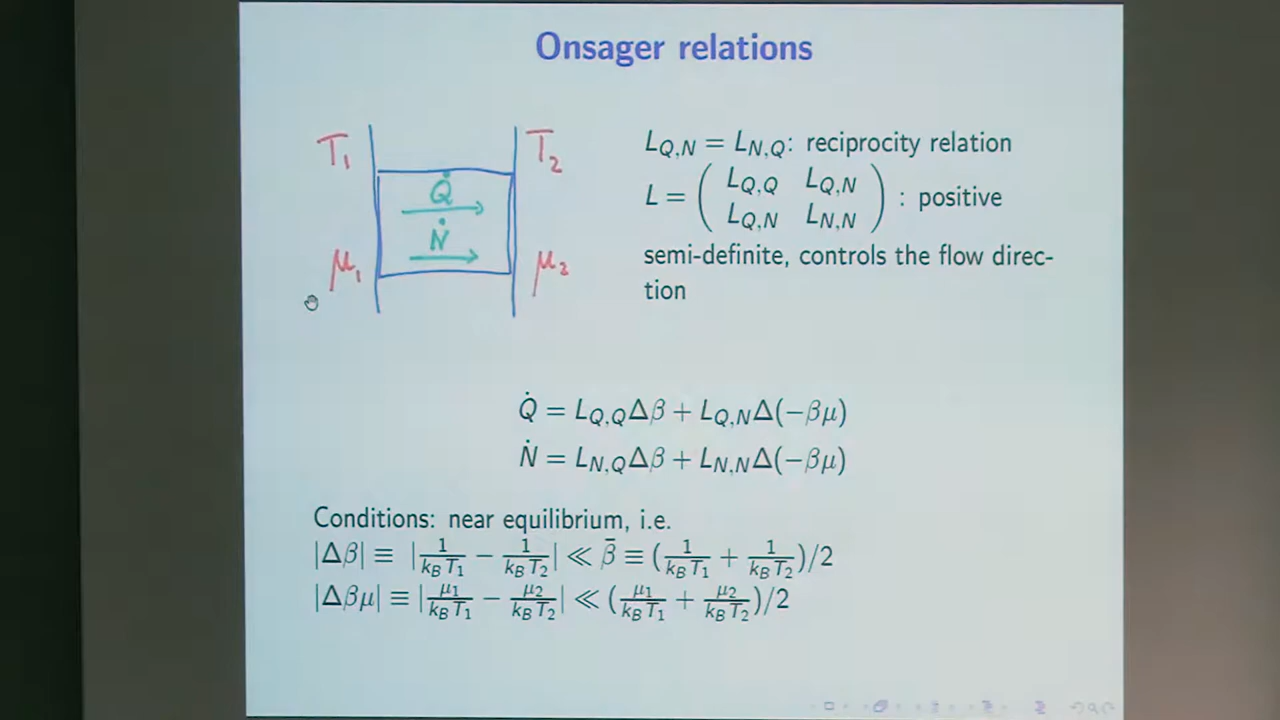 Onsager relations
T₁
T₂
Q̇
Ṅ
μ₁
μ₂
L_{Q,N} = L_{N,Q}: reciprocity relation
L = ( L_{Q,Q} L_{Q,N} ) : positive
( L_{Q,N} L_{N,N} )
semi-definite, controls the flow direc-
tion
Q̇ = L_{Q,Q}Δβ + L_{Q,N}Δ(−βμ)
Ṅ = L_{N,Q}Δβ + L_{N,N}Δ(−βμ)
Conditions: near equilibrium, i.e.
|Δβ| ≡ |1/(k_B T₁) − 1/(k_B T₂)| ≪ β̄ ≡ (1/(k_B T₁) + 1/(k_B T₂))/2
|Δβμ| ≡ |μ₁/(k_B T₁) − μ₂/(k_B T₂)| ≪ (μ₁/(k_B T₁) + μ₂/(k_B T₂))/2